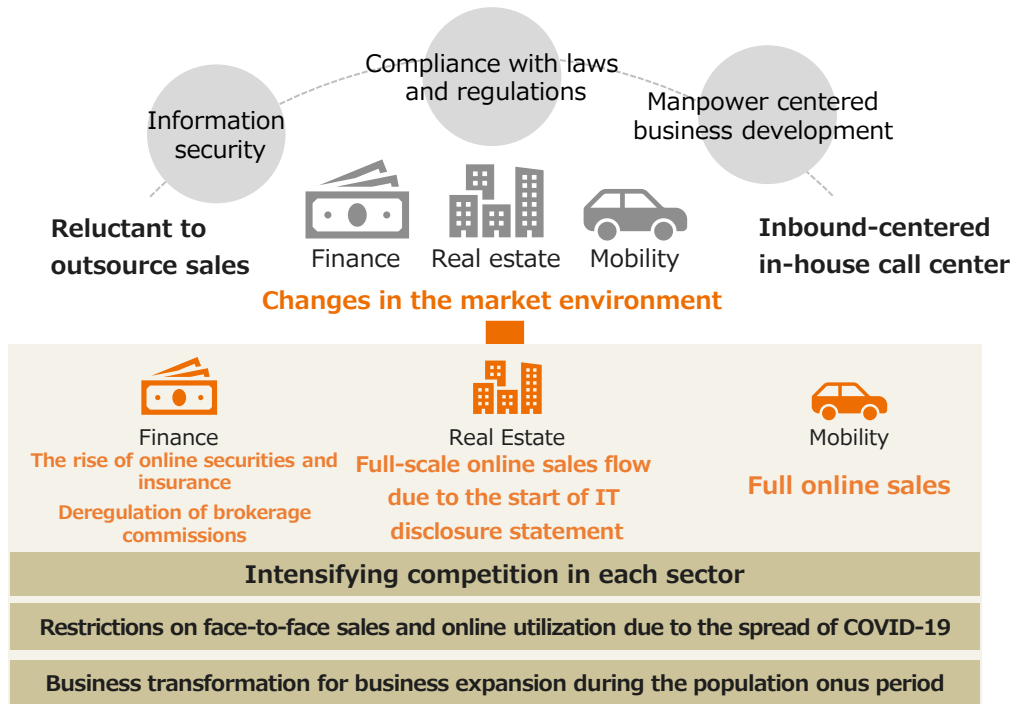 Compliance with laws
and regulations
Information
security
Manpower centered
business development
Reluctant to
outsource sales
Finance
Real estate
Mobility
Inbound-centered
in-house call center
Changes in the market environment
Finance
The rise of online securities and
insurance
Deregulation of brokerage
commissions
Real Estate
Full-scale online sales flow
due to the start of IT
disclosure statement
Mobility
Full online sales
Intensifying competition in each sector
Restrictions on face-to-face sales and online utilization due to the spread of COVID-19
Business transformation for business expansion during the population onus period